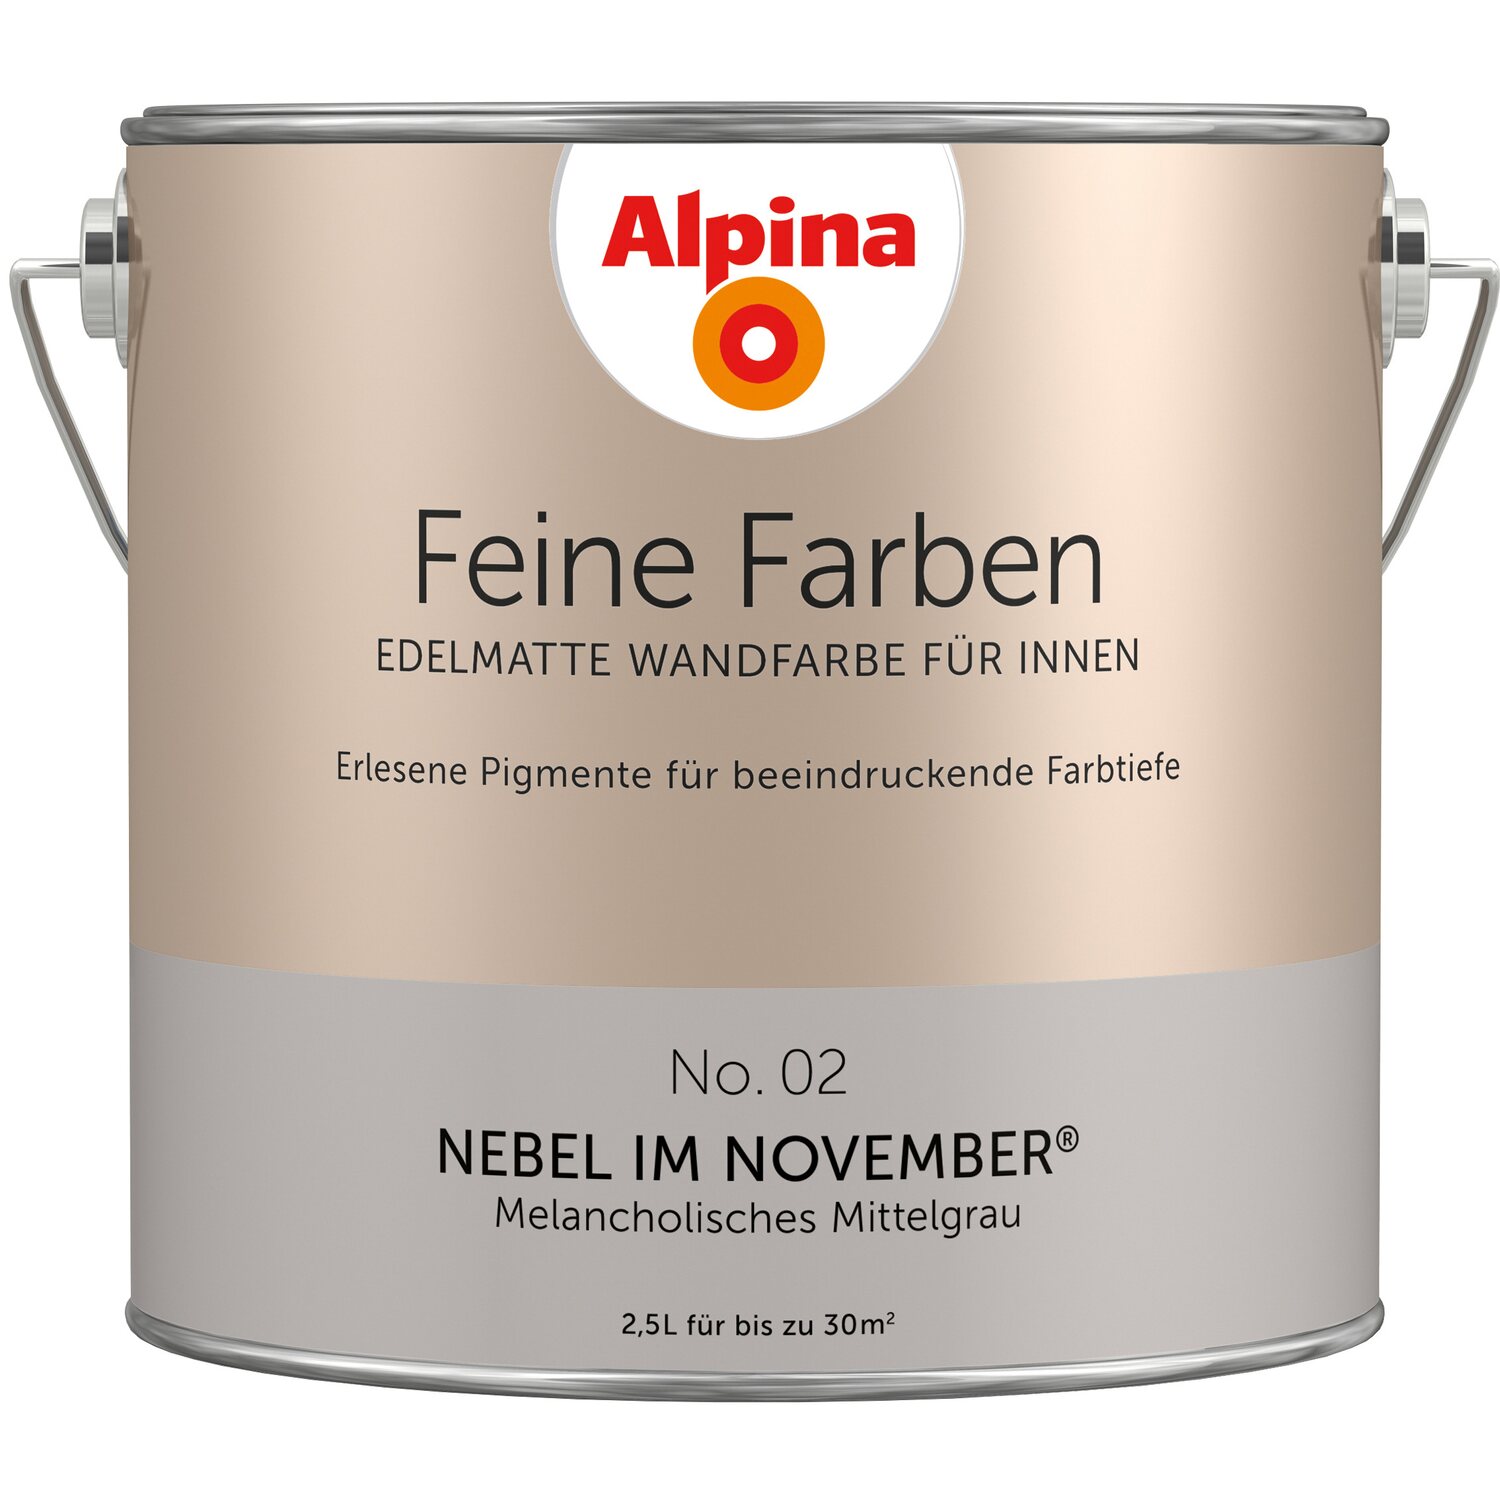 Alpina
Feine Farben
EDELMATTE WANDFARBE FÜR INNEN
Erlesene Pigmente für beeindruckende Farbtiefe
No. 02
NEBEL IM NOVEMBER®
Melancholisches Mittelgrau
2,5L für bis zu 30m²